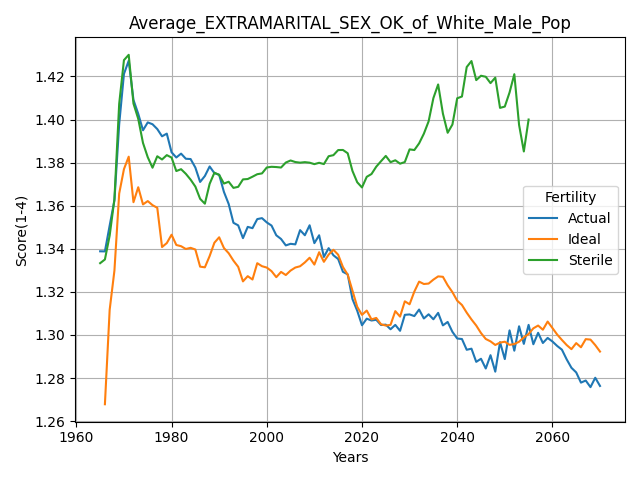 Average_EXTRAMARITAL_SEX_OK_of_White_Male_Pop
1.42
1.40
1.38
1.36
1.34
1.32
1.30
1.28
1.26
Score(1-4)
Fertility
Actual
Ideal
Sterile
1960 1980 2000 2020 2040 2060
Years